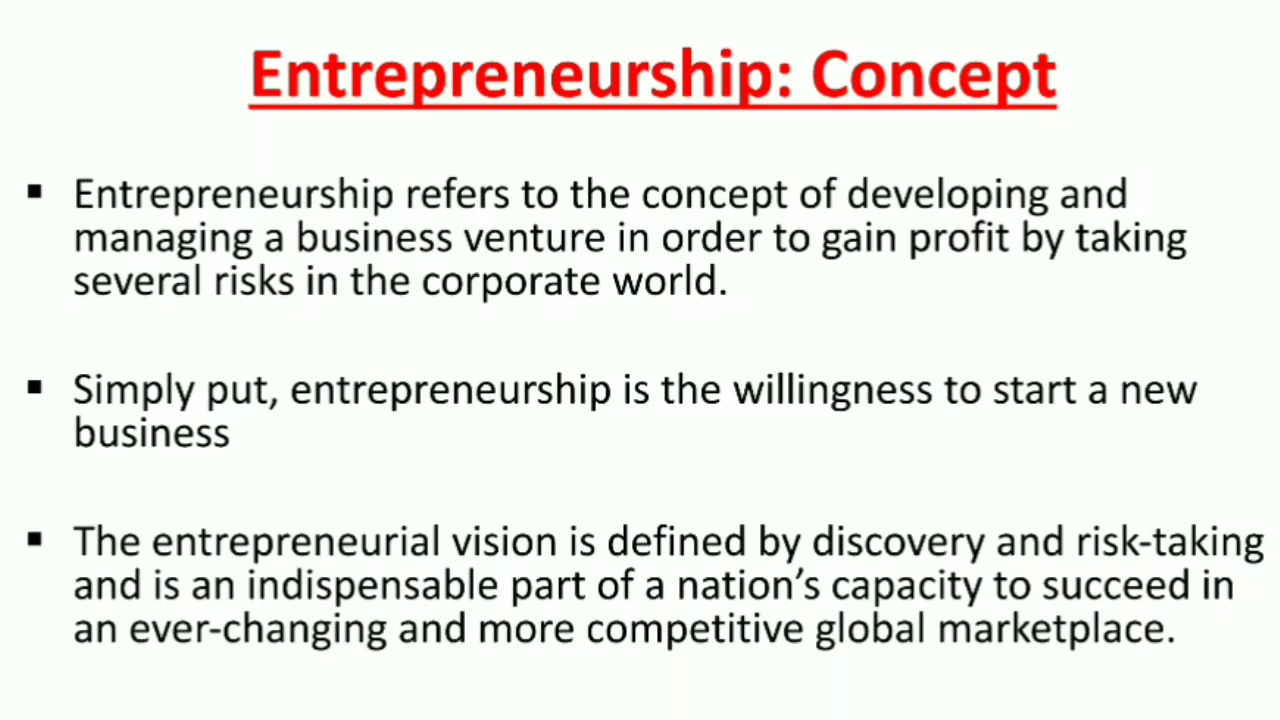 Entrepreneurship: Concept
▪ Entrepreneurship refers to the concept of developing and
managing a business venture in order to gain profit by taking
several risks in the corporate world.
▪ Simply put, entrepreneurship is the willingness to start a new
business
▪ The entrepreneurial vision is defined by discovery and risk-taking
and is an indispensable part of a nation’s capacity to succeed in
an ever-changing and more competitive global marketplace.